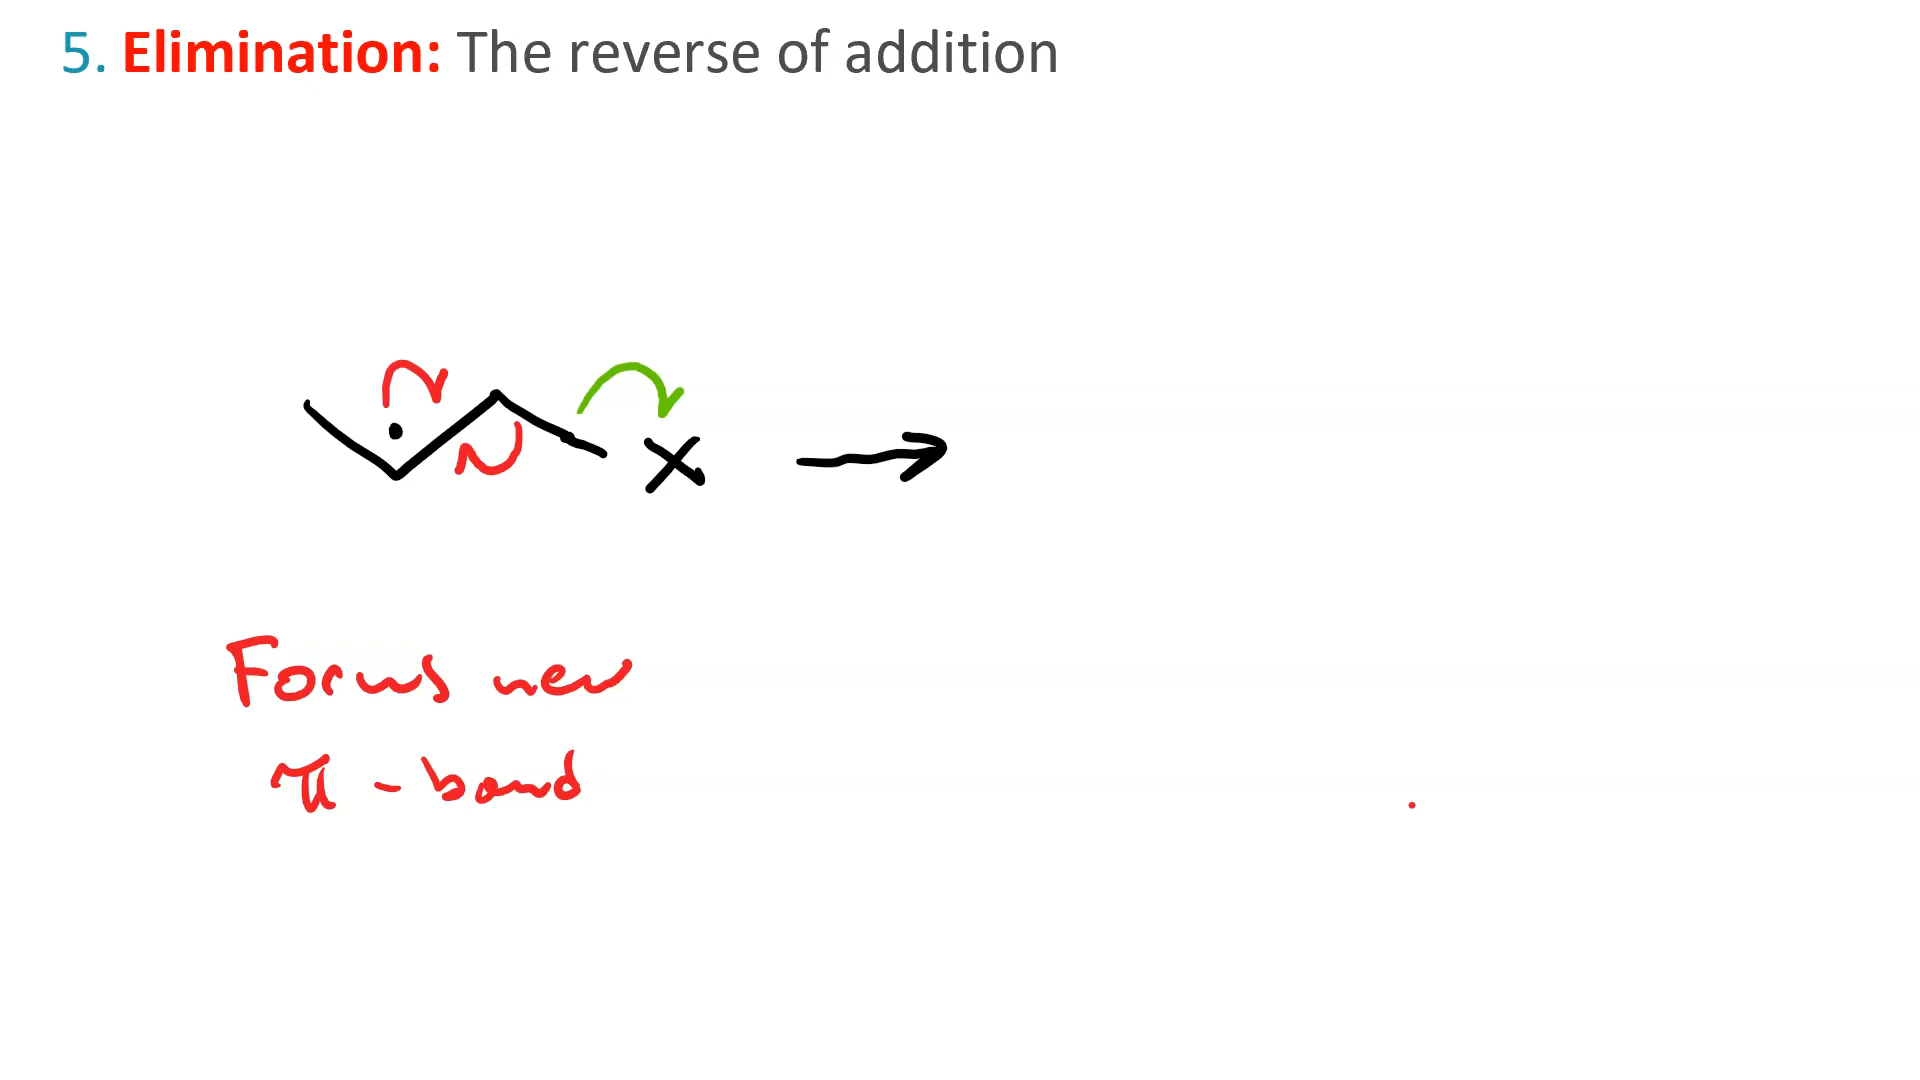 5. Elimination: The reverse of addition
X
Forms new
π - bond